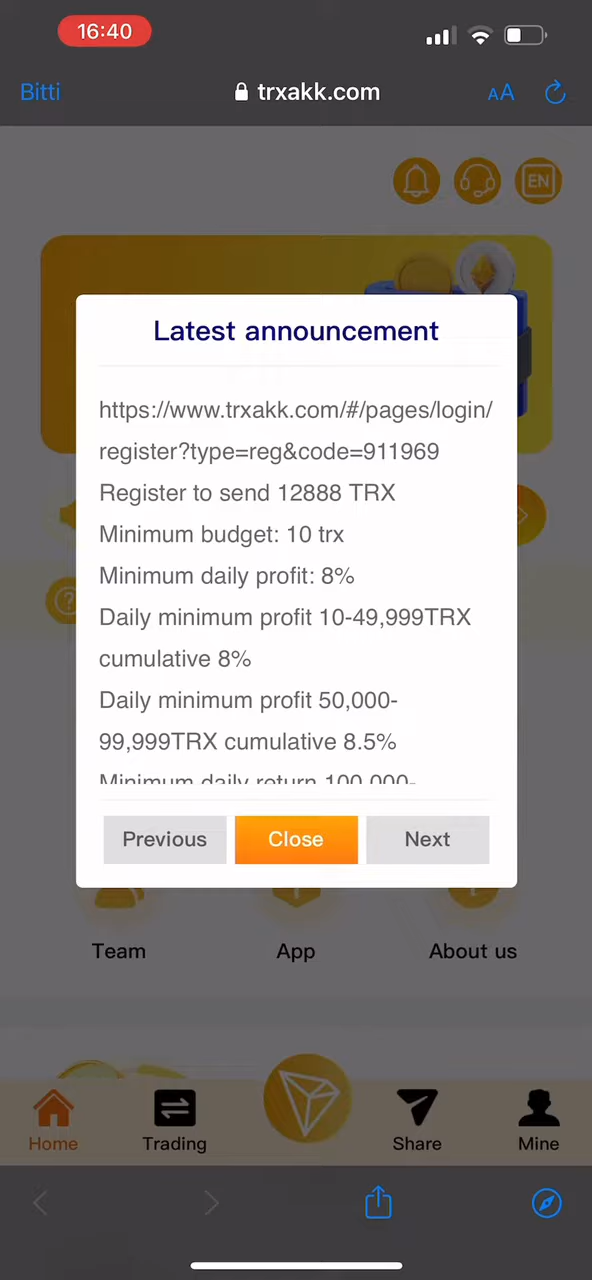 16:40
Bitti
trxakk.com
AA
EN
Latest announcement
https://www.trxakk.com/#/pages/login/
register?type=reg&code=911969
Register to send 12888 TRX
Minimum budget: 10 trx
Minimum daily profit: 8%
Daily minimum profit 10-49,999TRX
cumulative 8%
Daily minimum profit 50,000-
99,999TRX cumulative 8.5%
Minimum daily return 100,000-
Previous
Close
Next
Team
App
About us
Home
Trading
Share
Mine